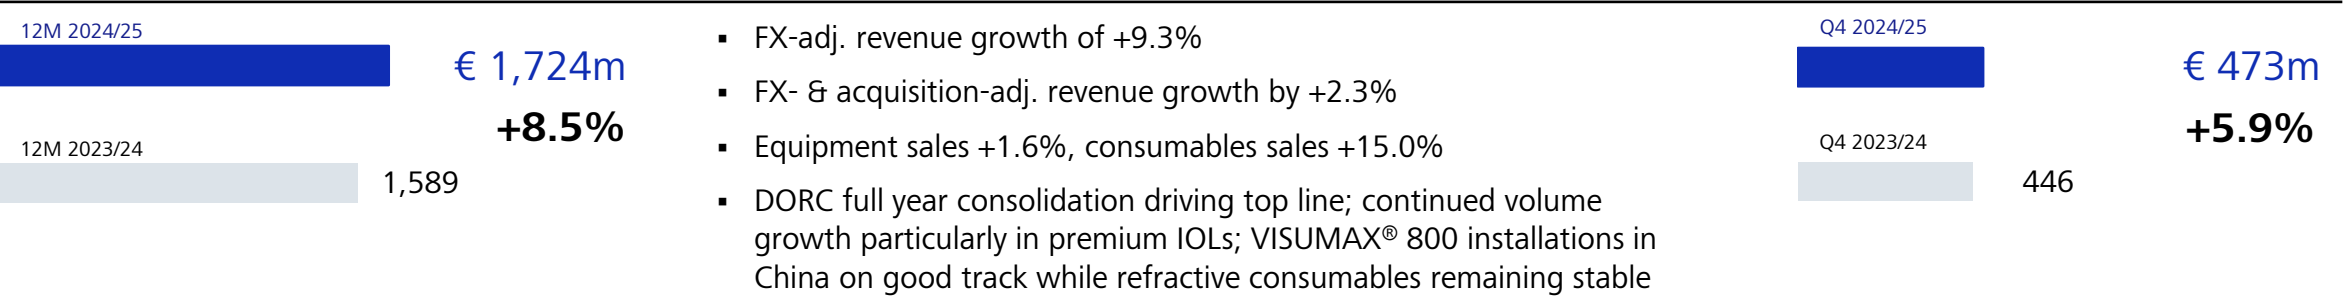 12M 2024/25
€ 1,724m
+8.5%
12M 2023/24
1,589
▪ FX-adj. revenue growth of +9.3%
▪ FX- & acquisition-adj. revenue growth by +2.3%
▪ Equipment sales +1.6%, consumables sales +15.0%
▪ DORC full year consolidation driving top line; continued volume
growth particularly in premium IOLs; VISUMAX® 800 installations in
China on good track while refractive consumables remaining stable
Q4 2024/25
€ 473m
+5.9%
Q4 2023/24
446